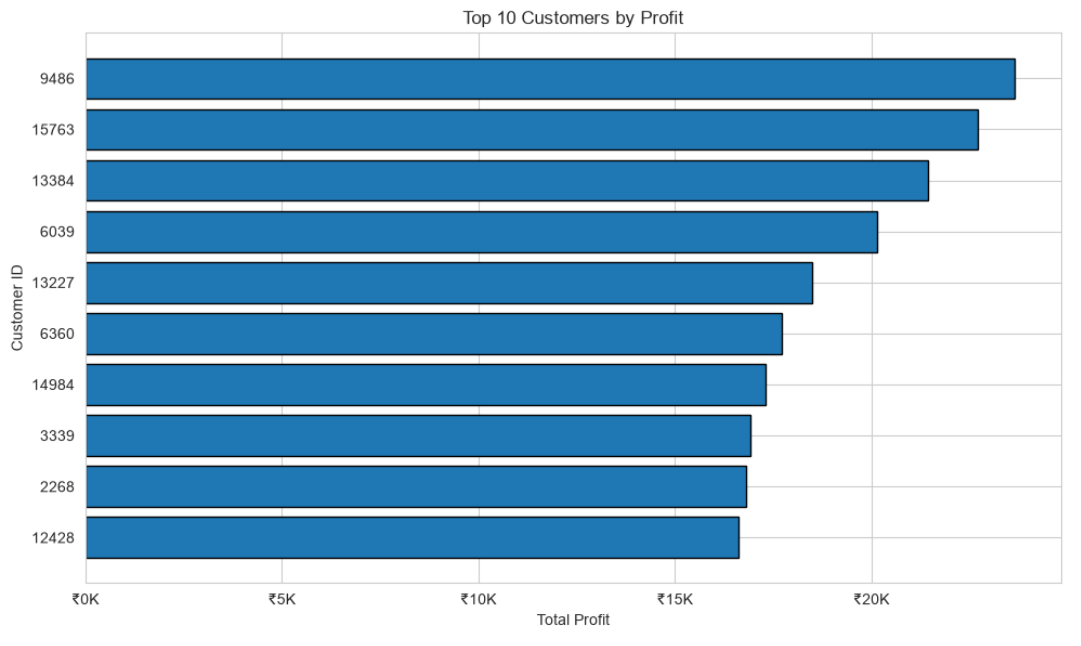 Top 10 Customers by Profit
Customer ID
9486
15763
13384
6039
13227
6360
14984
3339
2268
12428
₹0K ₹5K ₹10K ₹15K ₹20K
Total Profit